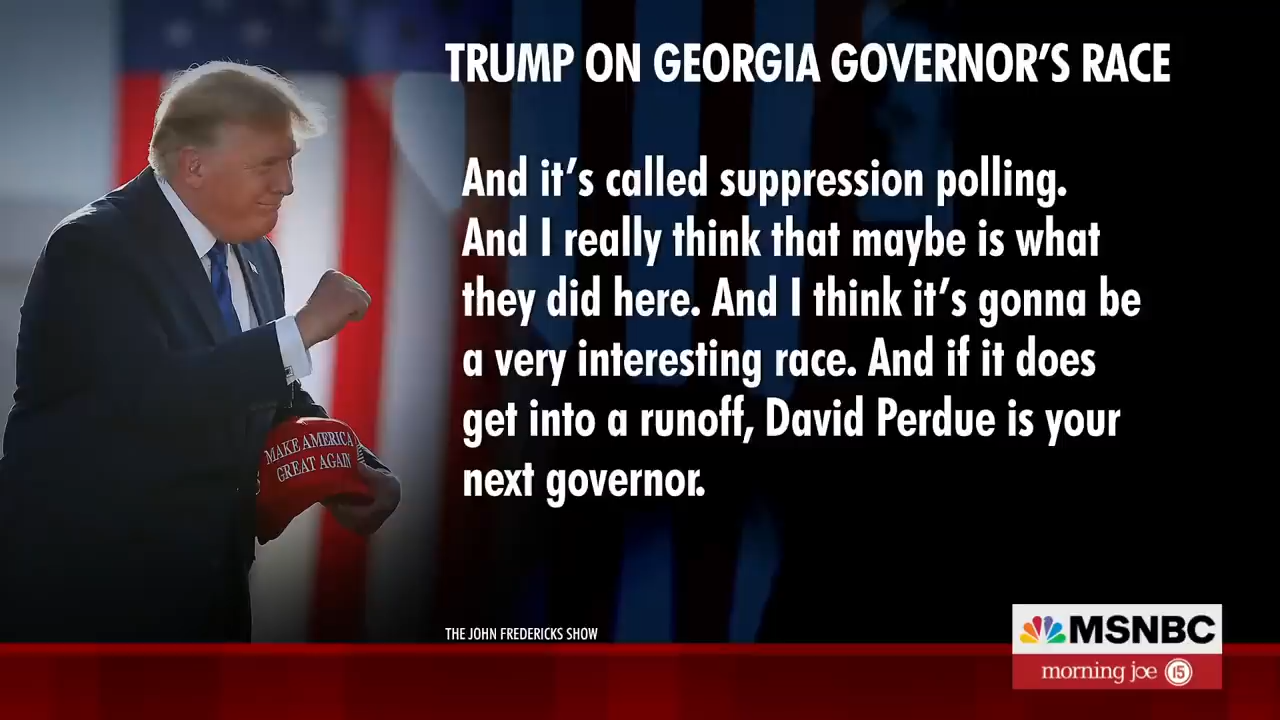 TRUMP ON GEORGIA GOVERNOR'S RACE
And it's called suppression polling.
And I really think that maybe is what
they did here. And I think it's gonna be
a very interesting race. And if it does
get into a runoff, David Perdue is your
next governor.
MAKE AMERICA
GREAT AGAIN
THE JOHN FREDERICKS SHOW
MSNBC
morning joe 15